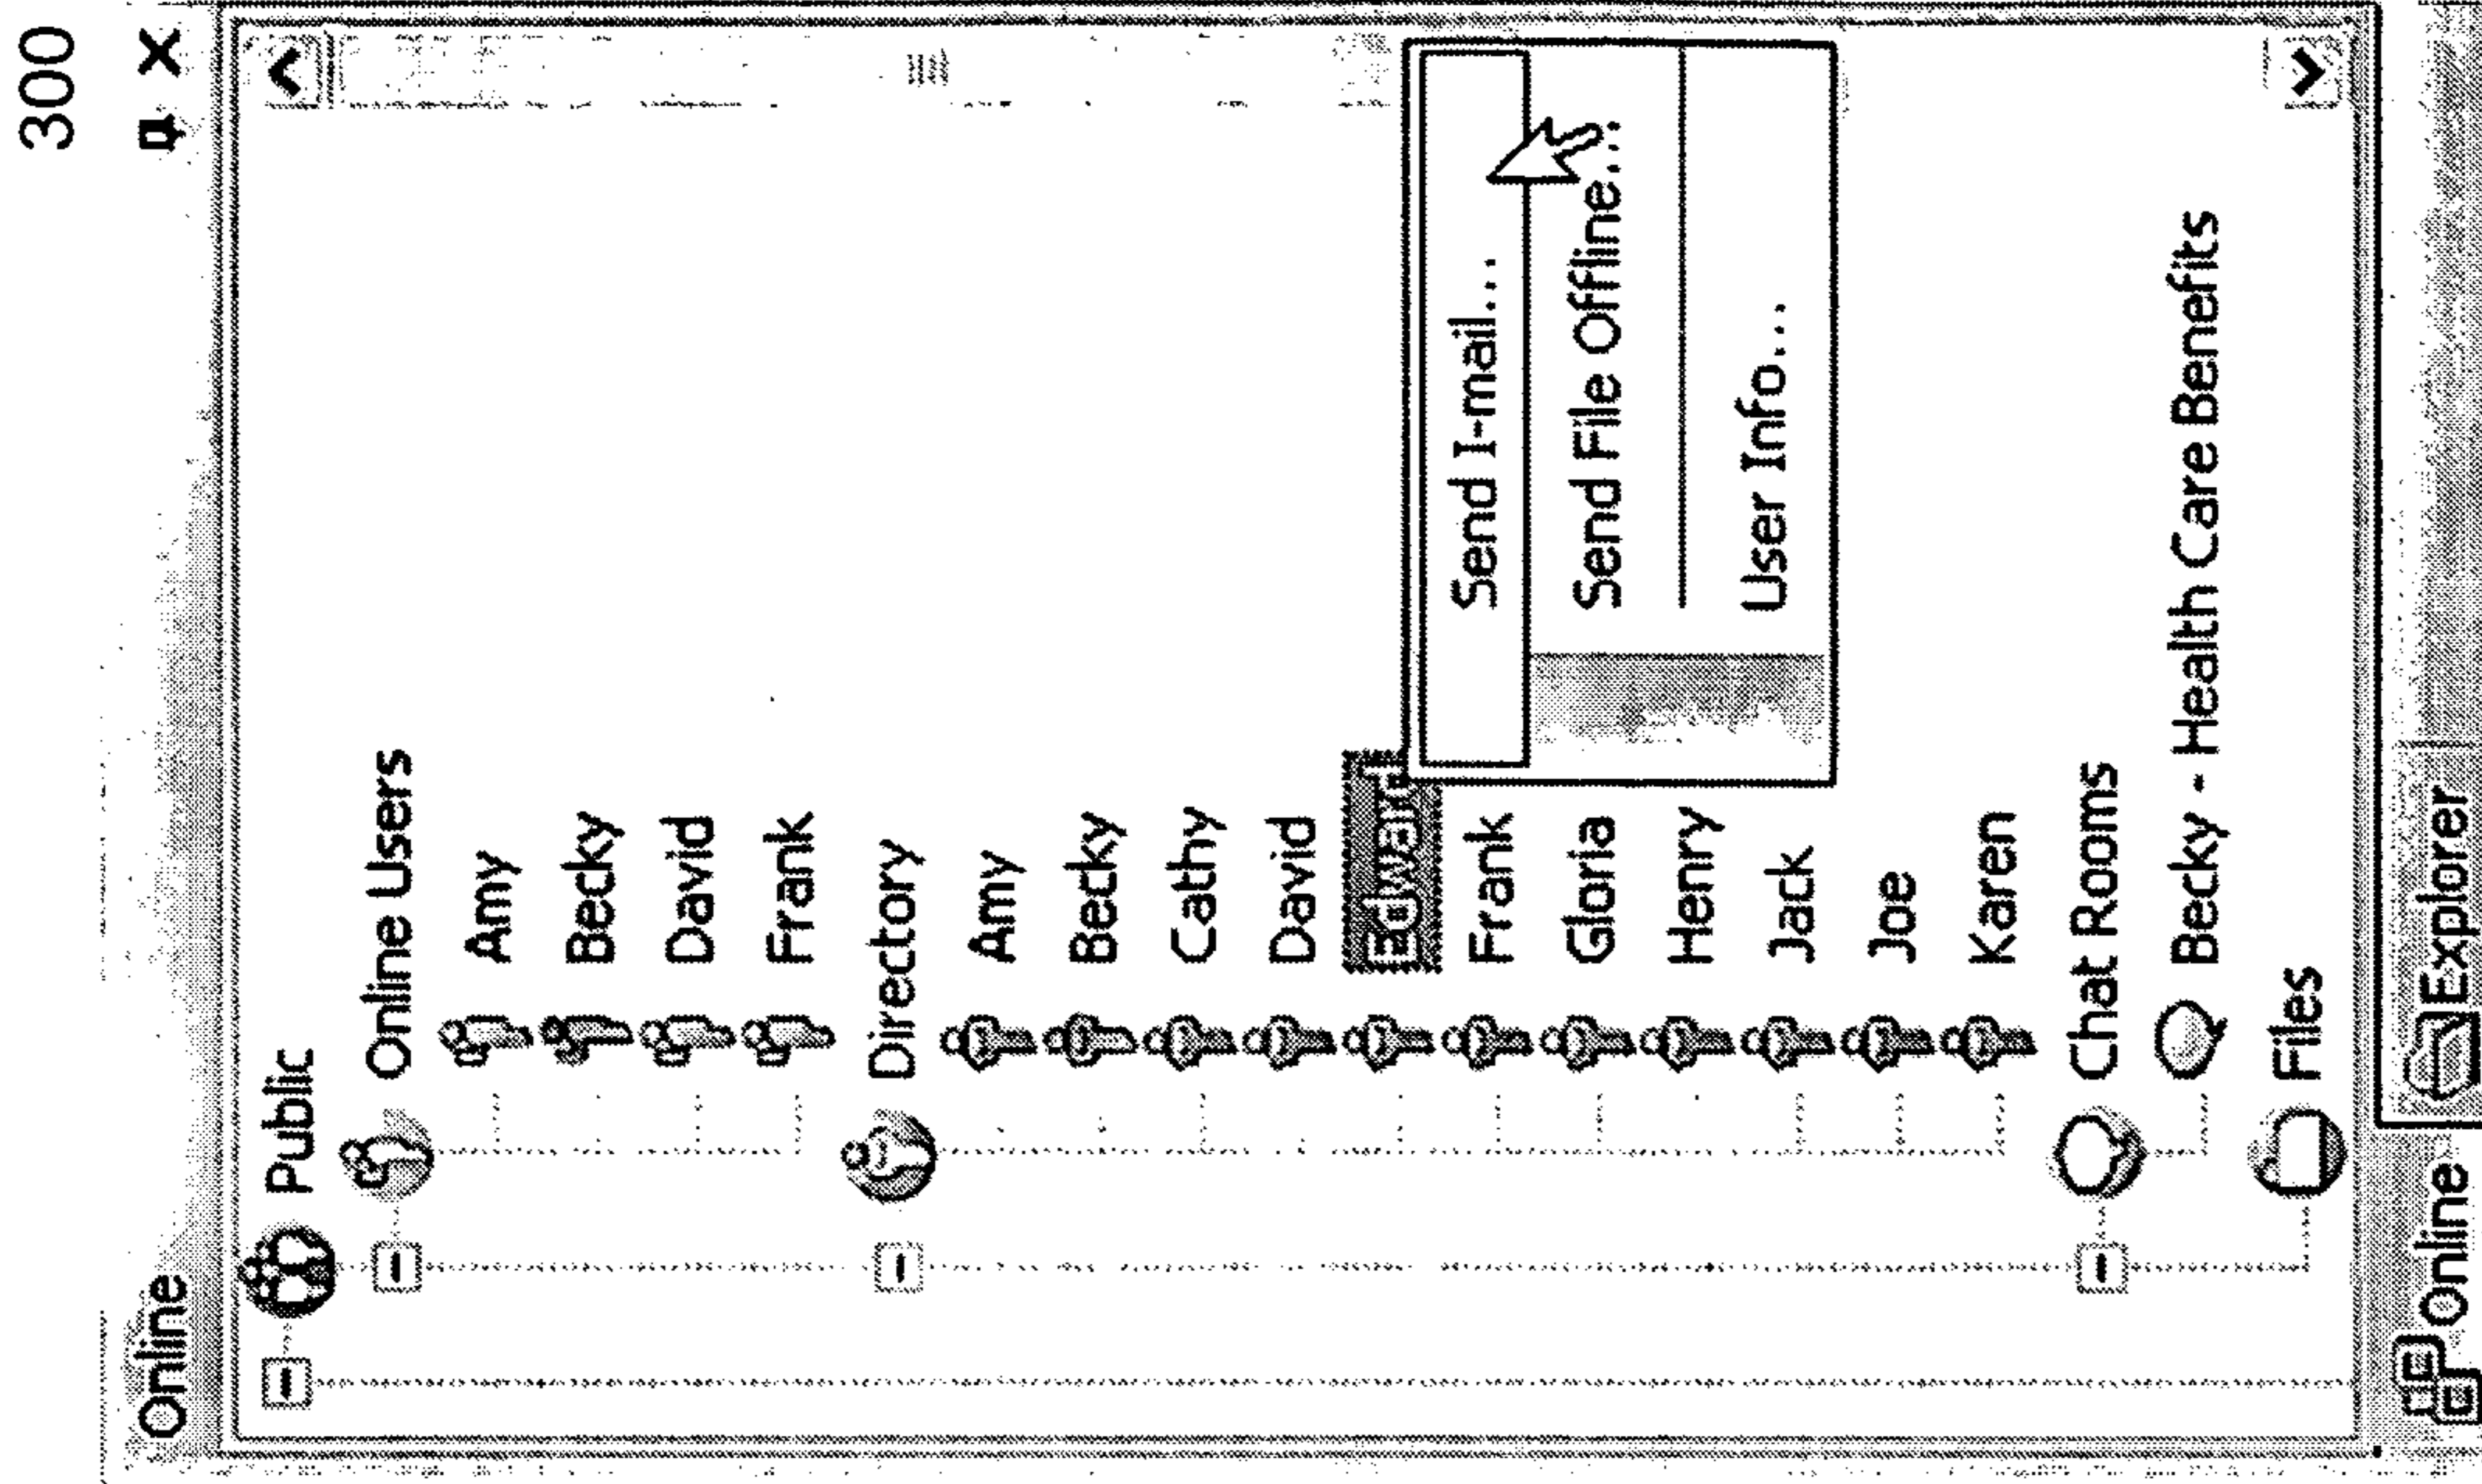 300
Online
Public
Online Users
Amy
Becky
David
Frank
Directory
Amy
Becky
Cathy
David
Edward
Send I-mail...
Frank
Send File Offline...
Gloria
Henry
User Info...
Jack
Joe
Karen
Chat Rooms
Becky - Health Care Benefits
Files
Online Explorer